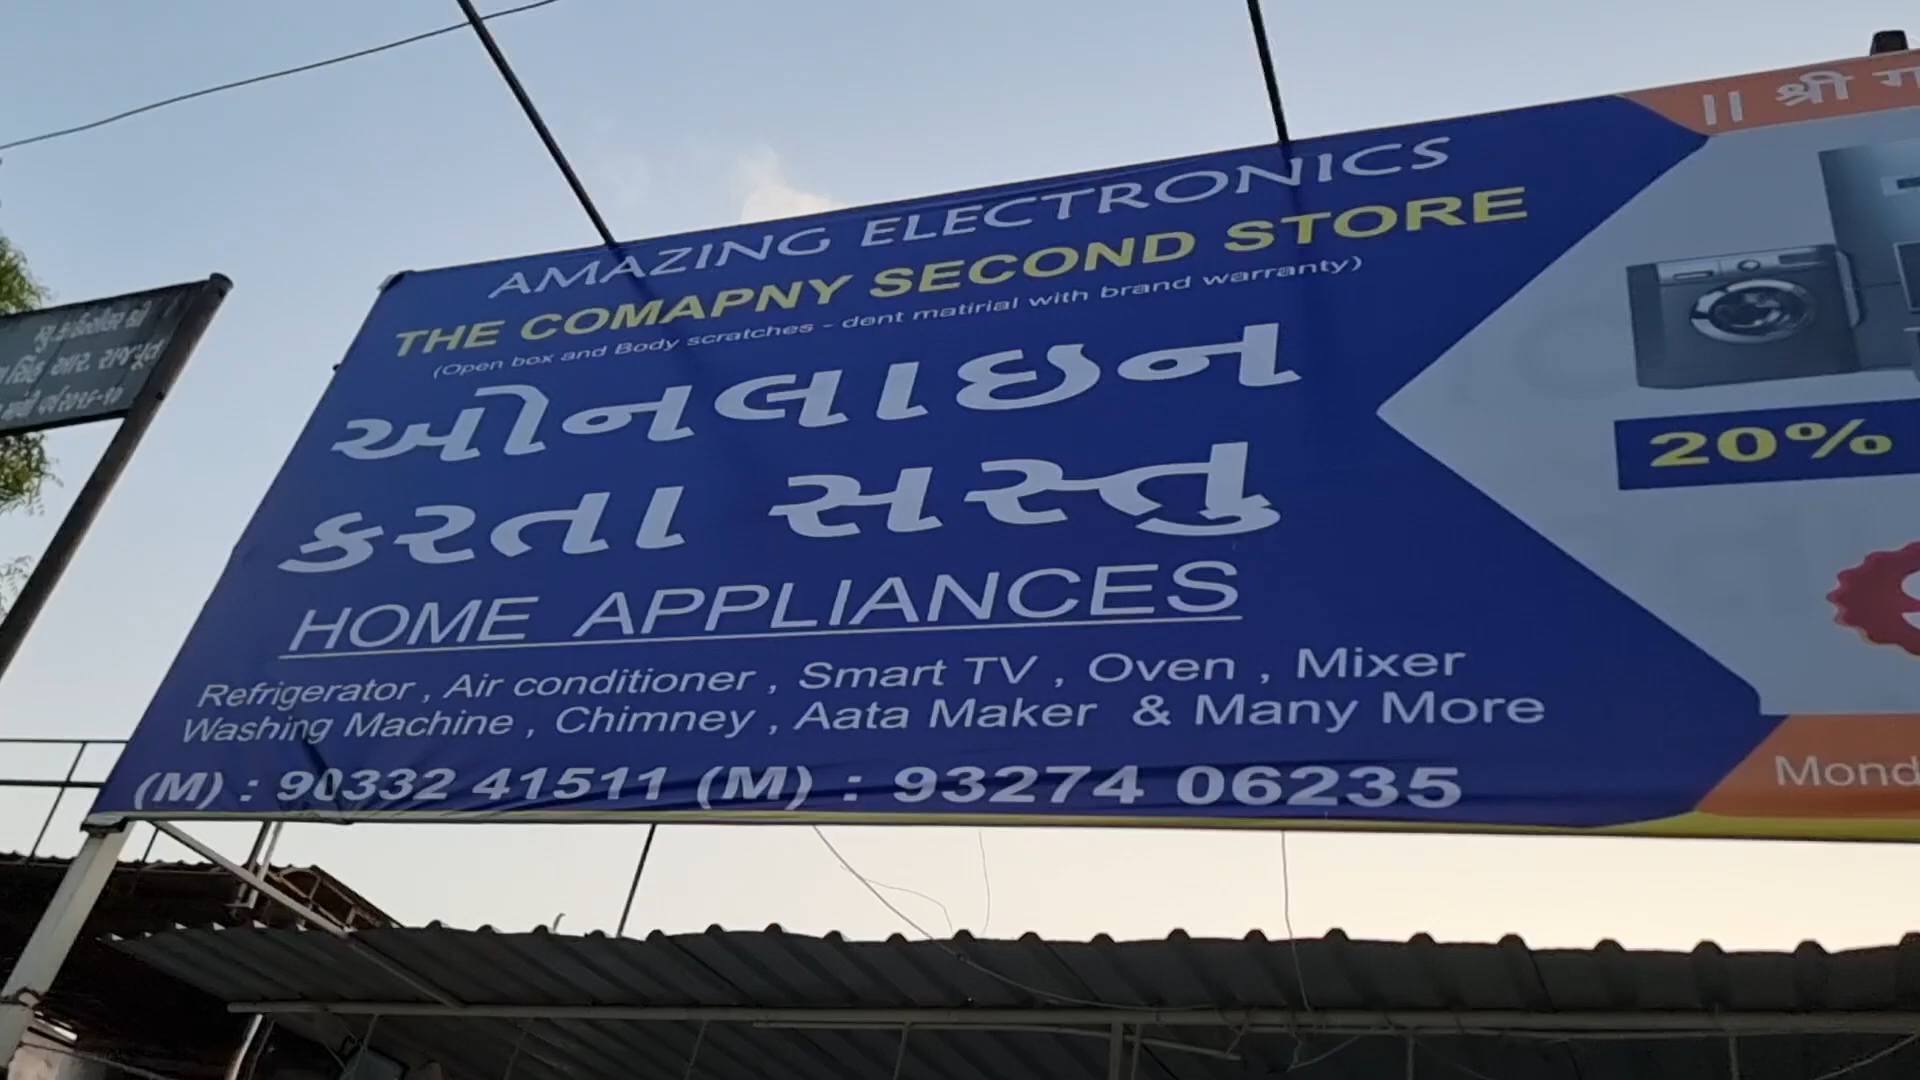 AMAZING ELECTRONICS
THE COMAPNY SECOND STORE
(Open box and Body scratches - dent matirial with brand warranty)
ઓનલાઇન
કરતા સસ્તુ
HOME APPLIANCES
Refrigerator , Air conditioner , Smart TV , Oven , Mixer
Washing Machine , Chimney , Aata Maker & Many More
(M) : 90332 41511 (M) : 93274 06235
|| श्री
20%
આર. રાજપૂત